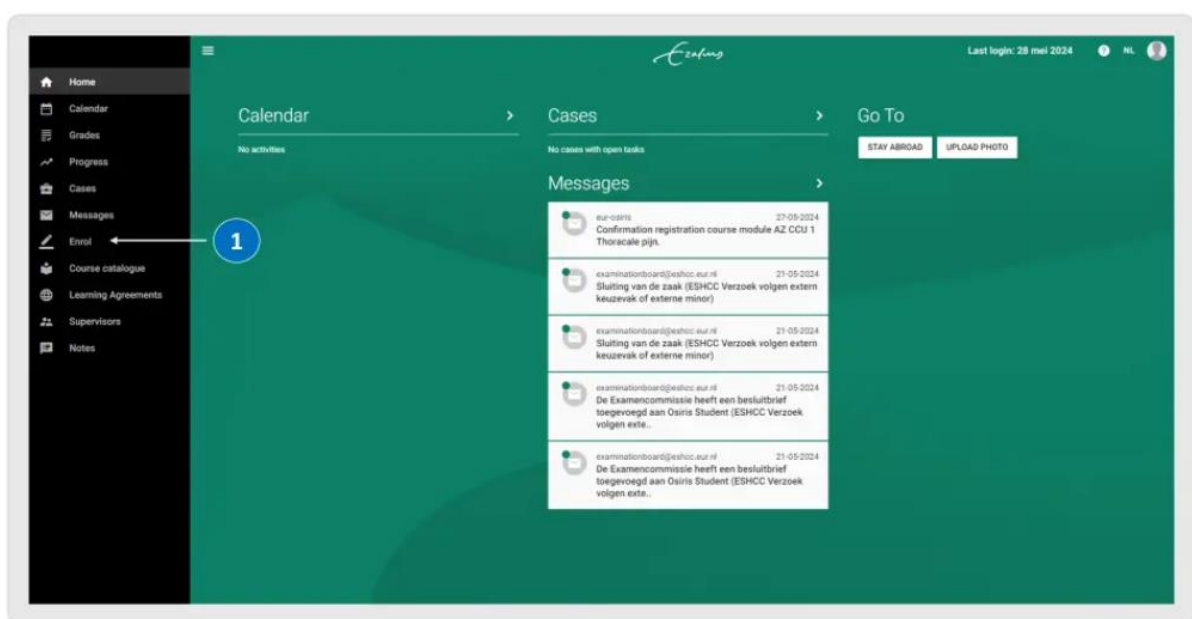 Erasmus
Last login: 28 mei 2024
NL
Home
Calendar
Grades
Progress
Cases
Messages
Enrol
Course catalogue
Learning Agreements
Supervisors
Notes
1
Calendar
No activities
Cases
No cases with open tasks
Messages
eur-osiris 27-05-2024
Confirmation registration course module AZ CCU 1
Thoracale pijn.
examinationboard@eshcc.eur.nl 21-05-2024
Sluiting van de zaak (ESHCC Verzoek volgen extern
keuzevak of externe minor)
examinationboard@eshcc.eur.nl 21-05-2024
Sluiting van de zaak (ESHCC Verzoek volgen extern
keuzevak of externe minor)
examinationboard@eshcc.eur.nl 21-05-2024
De Examencommissie heeft een besluitbrief
toegevoegd aan Osiris Student (ESHCC Verzoek
volgen exte..
examinationboard@eshcc.eur.nl 21-05-2024
De Examencommissie heeft een besluitbrief
toegevoegd aan Osiris Student (ESHCC Verzoek
volgen exte..
Go To
STAY ABROAD UPLOAD PHOTO